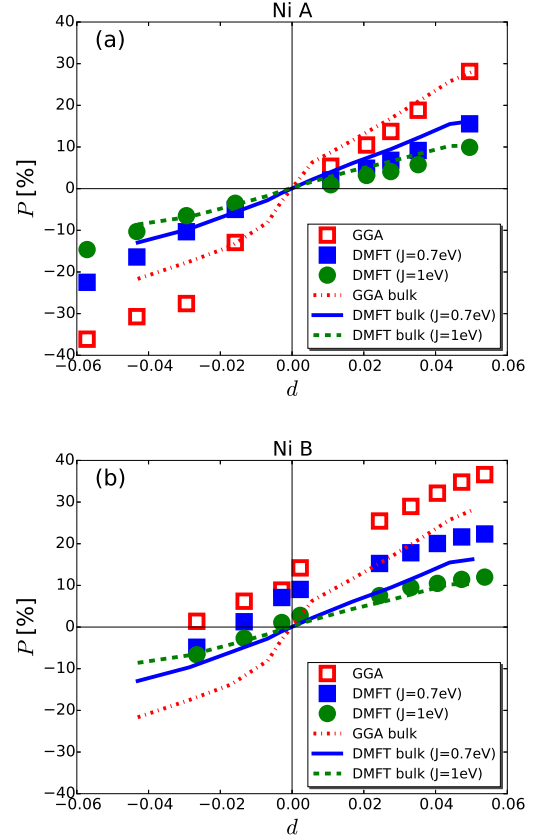 Ni A
(a)
40
30
20
10
0
−10
−20
−30
−40
P [%]
GGA
DMFT (J=0.7eV)
DMFT (J=1eV)
GGA bulk
DMFT bulk (J=0.7eV)
DMFT bulk (J=1eV)
−0.06 −0.04 −0.02 0.00 0.02 0.04 0.06
d
Ni B
(b)
40
30
20
10
0
−10
−20
−30
−40
P [%]
GGA
DMFT (J=0.7eV)
DMFT (J=1eV)
GGA bulk
DMFT bulk (J=0.7eV)
DMFT bulk (J=1eV)
−0.06 −0.04 −0.02 0.00 0.02 0.04 0.06
d